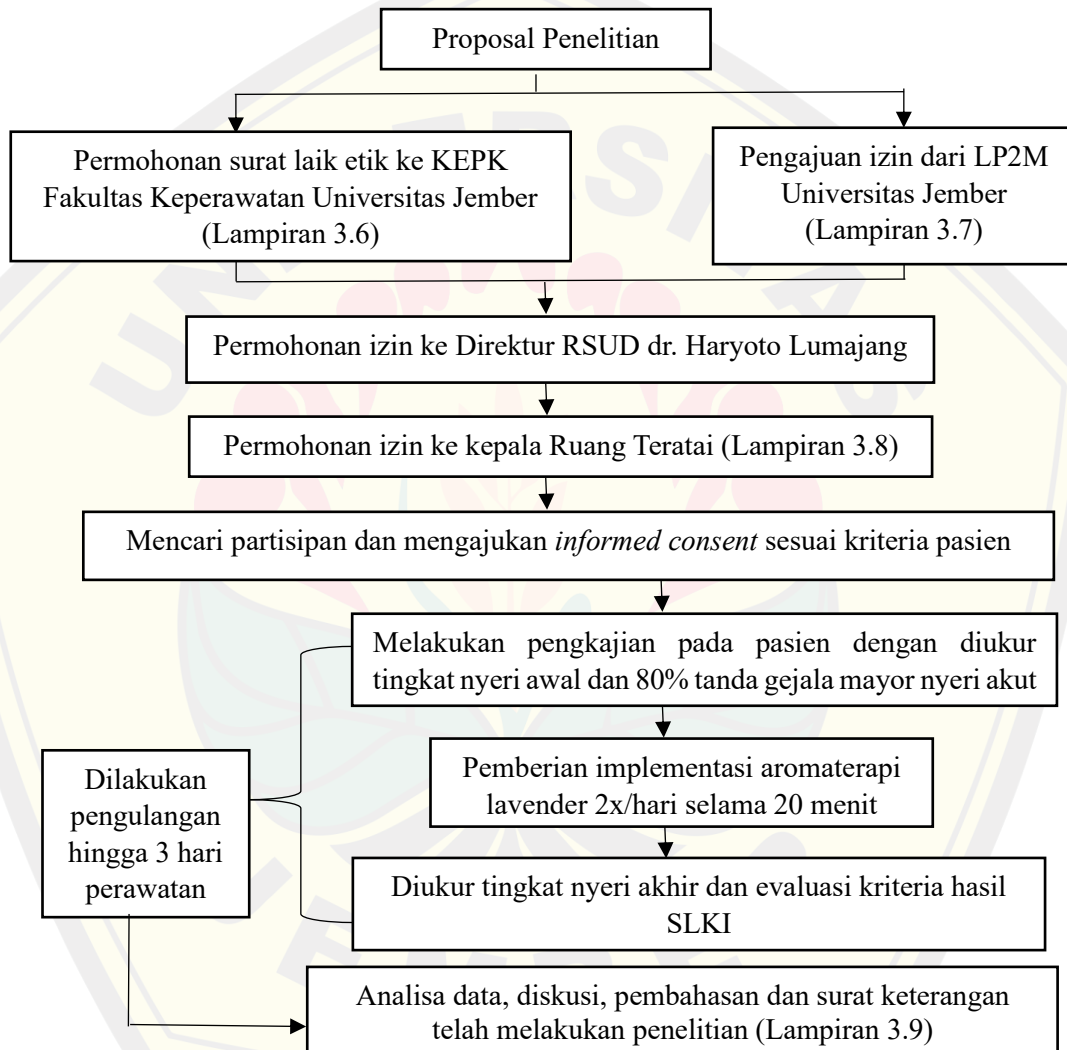 Proposal Penelitian
Permohonan surat laik etik ke KEPK
Fakultas Keperawatan Universitas Jember
(Lampiran 3.6)
Pengajuan izin dari LP2M
Universitas Jember
(Lampiran 3.7)
Permohonan izin ke Direktur RSUD dr. Haryoto Lumajang
Permohonan izin ke kepala Ruang Teratai (Lampiran 3.8)
Mencari partisipan dan mengajukan informed consent sesuai kriteria pasien
Melakukan pengkajian pada pasien dengan diukur
tingkat nyeri awal dan 80% tanda gejala mayor nyeri akut
Pemberian implementasi aromaterapi
lavender 2x/hari selama 20 menit
Dilakukan
pengulangan
hingga 3 hari
perawatan
Diukur tingkat nyeri akhir dan evaluasi kriteria hasil
SLKI
Analisa data, diskusi, pembahasan dan surat keterangan
telah melakukan penelitian (Lampiran 3.9)